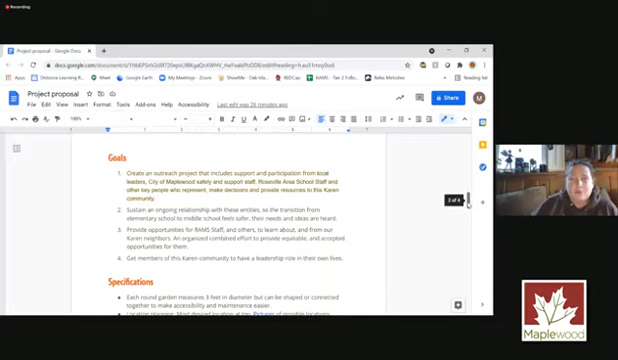 Recording
Project proposal - Google Docs
Apps
Meet
Google Earth
My Meetings - Zoom
REDCap
Reading list
Project proposal
File Edit View Insert Format Tools Add-ons Help Accessibility Last edit was 26 minutes ago
Share
M
100%
Goals
1. Create an outreach project that includes support and participation from local
leaders, City of Maplewood safety and support staff, Roseville Area School Staff and
other key people who represent, make decisions and provide resources to this Karen
community.
2. Sustain an ongoing relationship with these entities, so the transition from
elementary school to middle school feels safer, their needs and ideas are heard.
3. Provide opportunities for RAMS Staff, and others, to learn about, and from our
Karen neighbors. An organized combined effort to provide equitable, and accepted
opportunities for them.
4. Get members of this Karen community to have a leadership role in their own lives.
3 of 4
Specifications
● Each round garden measures 3 feet in diameter but can be shaped or connected
together to make accessibility and maintenance easier.
Maplewood